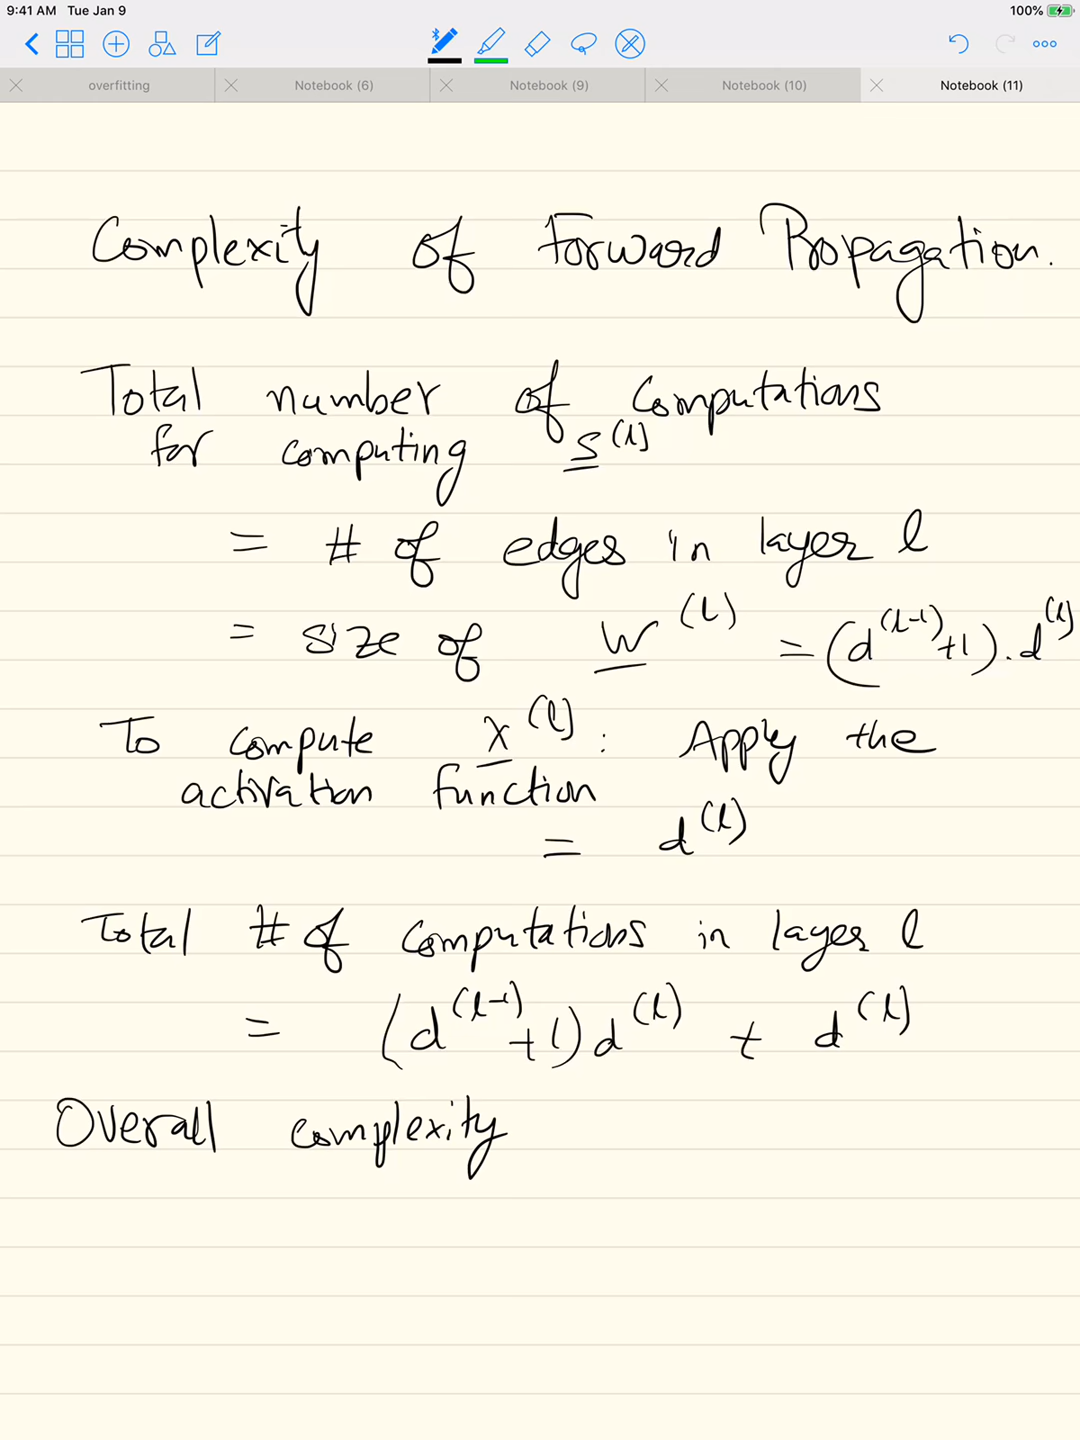 9:41 AM Tue Jan 9 100%
overfitting Notebook (6) Notebook (9) Notebook (10) Notebook (11)
Complexity of Forward Propagation.
Total number of Computations
for computing s^(l)
= # of edges in layer l
= size of W^(l) = (d^(l-1)+1).d^(l)
To compute x^(l) : Apply the
activation function
= d^(l)
Total # of computations in layer l
= (d^(l-1)+1)d^(l) + d^(l)
Overall complexity